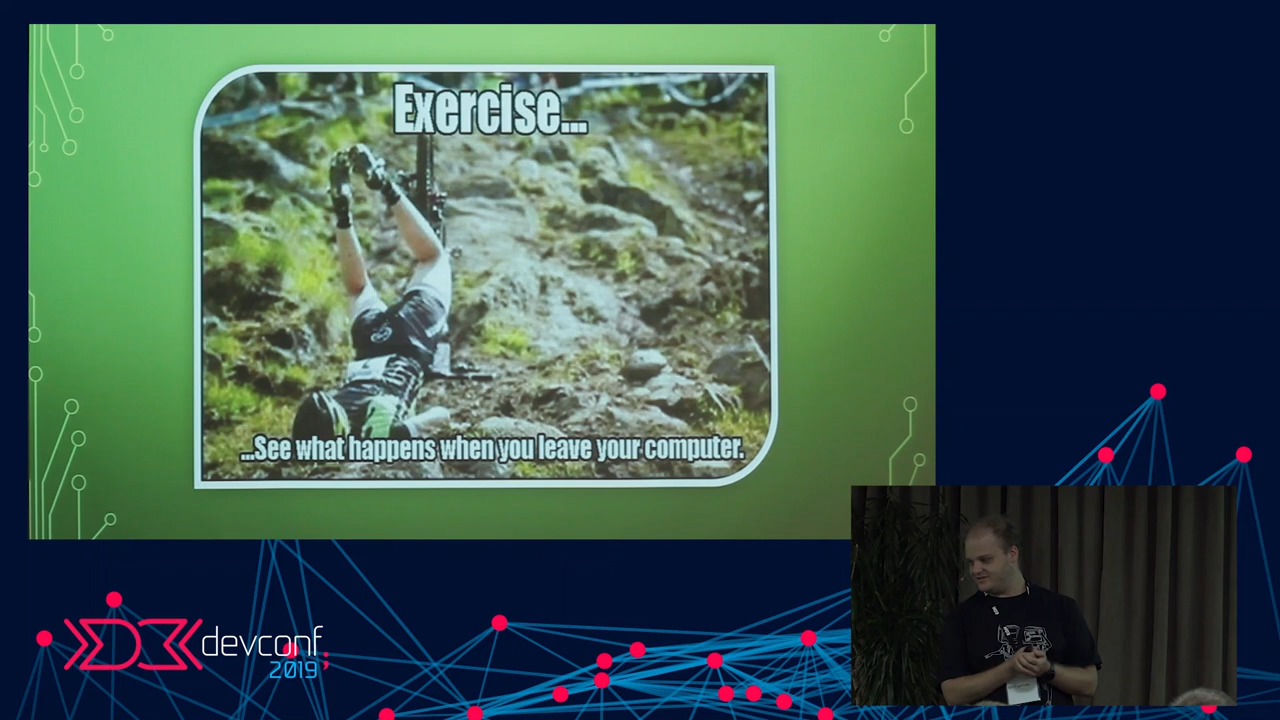 Exercise...
...See what happens when you leave your computer.
devconf;
2019